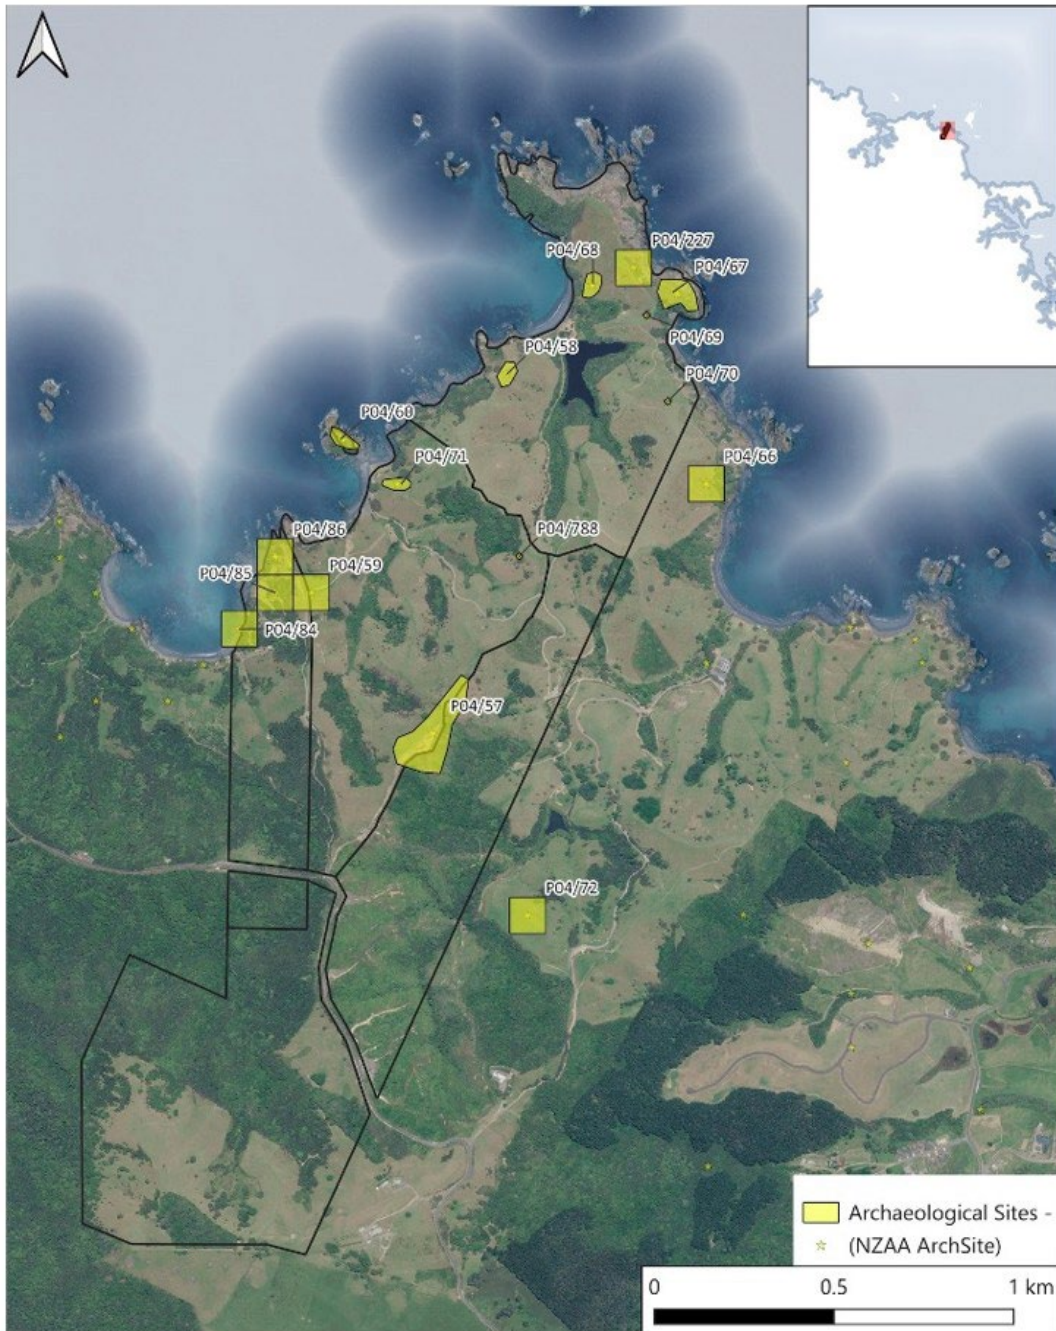 P04/68
P04/227
P04/67
P04/69
P04/58
P04/70
P04/60
P04/71
P04/66
P04/86
P04/788
P04/85
P04/59
P04/84
P04/57
P04/72
Archaeological Sites -
(NZAA ArchSite)
0 0.5 1 km